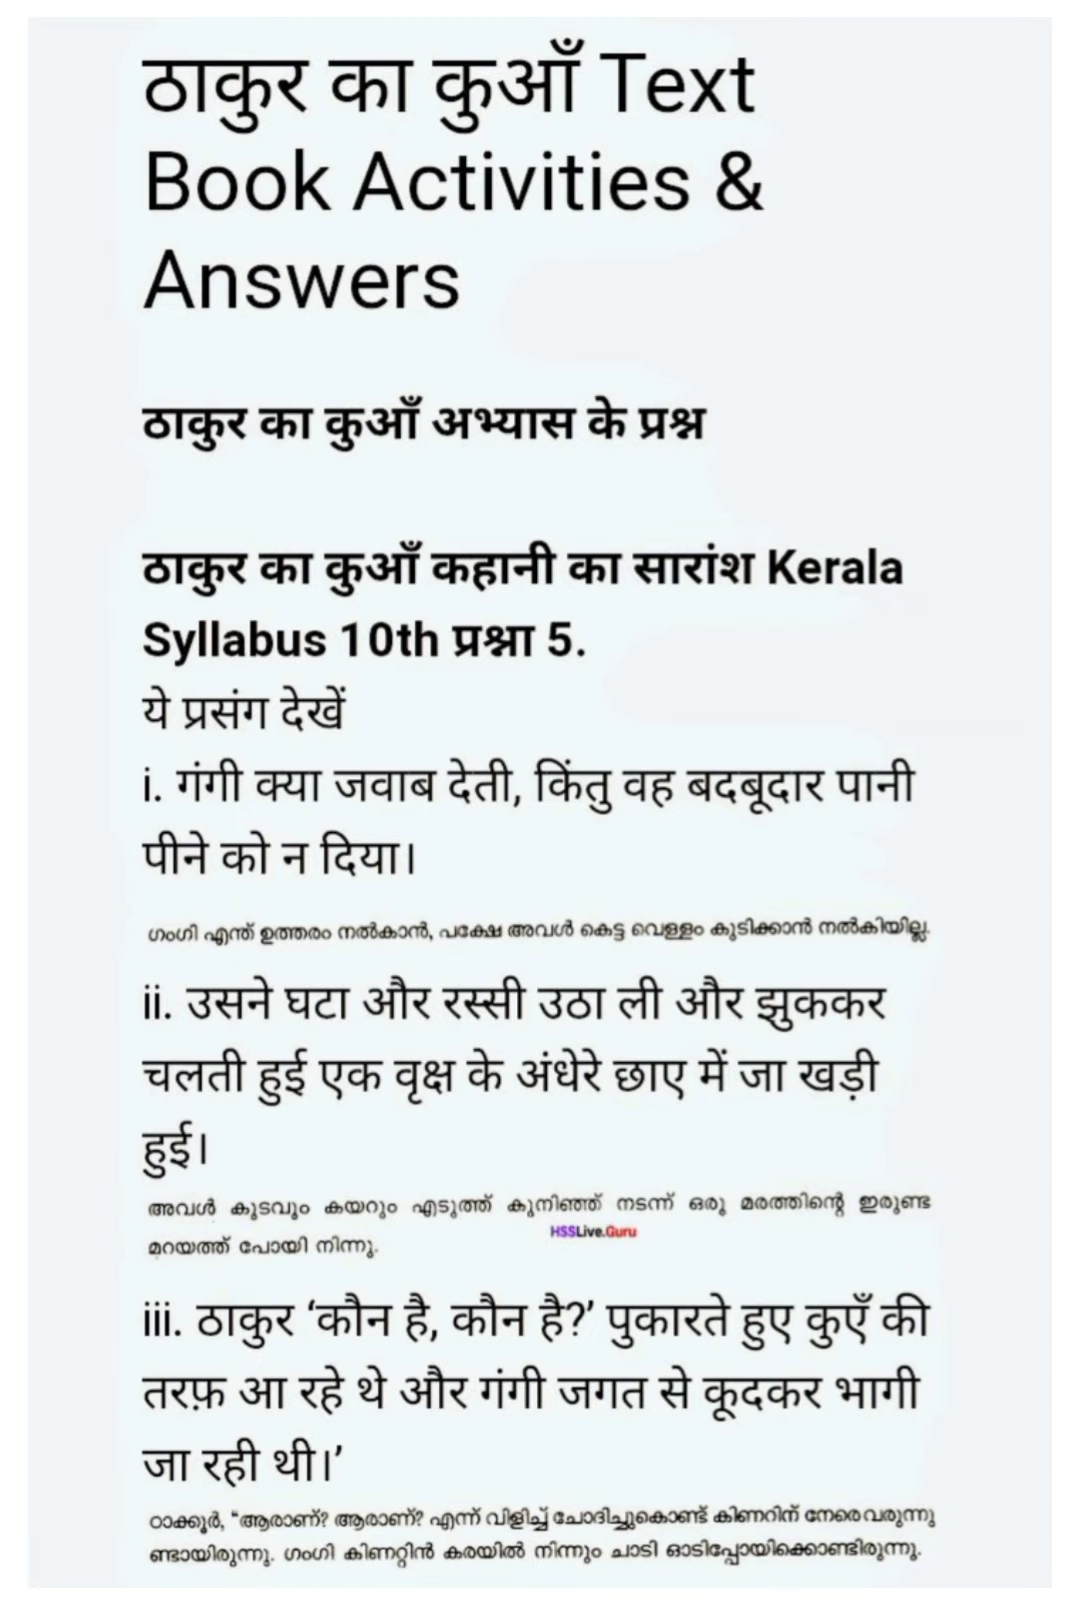 ठाकुर का कुआँ Text
Book Activities &
Answers
ठाकुर का कुआँ अभ्यास के प्रश्न
ठाकुर का कुआँ कहानी का सारांश Kerala
Syllabus 10th प्रश्ना 5.
ये प्रसंग देखें
i. गंगी क्या जवाब देती, किंतु वह बदबूदार पानी
पीने को न दिया।
ഗംഗി എന്ത് ഉത്തരം നൽകാൻ, പക്ഷേ അവൾ കെട്ട വെള്ളം കുടിക്കാൻ നൽകിയില്ല.
ii. उसने घटा और रस्सी उठा ली और झुककर
चलती हुई एक वृक्ष के अंधेरे छाए में जा खड़ी
हुई।
അവൾ കുടവും കയറും എടുത്ത് കുനിഞ്ഞ് നടന്ന് ഒരു മരത്തിന്റെ ഇരുണ്ട
മറയത്ത് പോയി നിന്നു.
HSSLive.Guru
iii. ठाकुर ‘कौन है, कौन है?’ पुकारते हुए कुएँ की
तरफ़ आ रहे थे और गंगी जगत से कूदकर भागी
जा रही थी।’
ഠാക്കൂർ, “ആരാണ്? ആരാണ്? എന്ന് വിളിച്ച് ചോദിച്ചുകൊണ്ട് കിണറിന് നേരെവരുന്നു
ണ്ടായിരുന്നു. ഗംഗി കിണറ്റിൻ കരയിൽ നിന്നും ചാടി ഓടിപ്പോയിക്കൊണ്ടിരുന്നു.